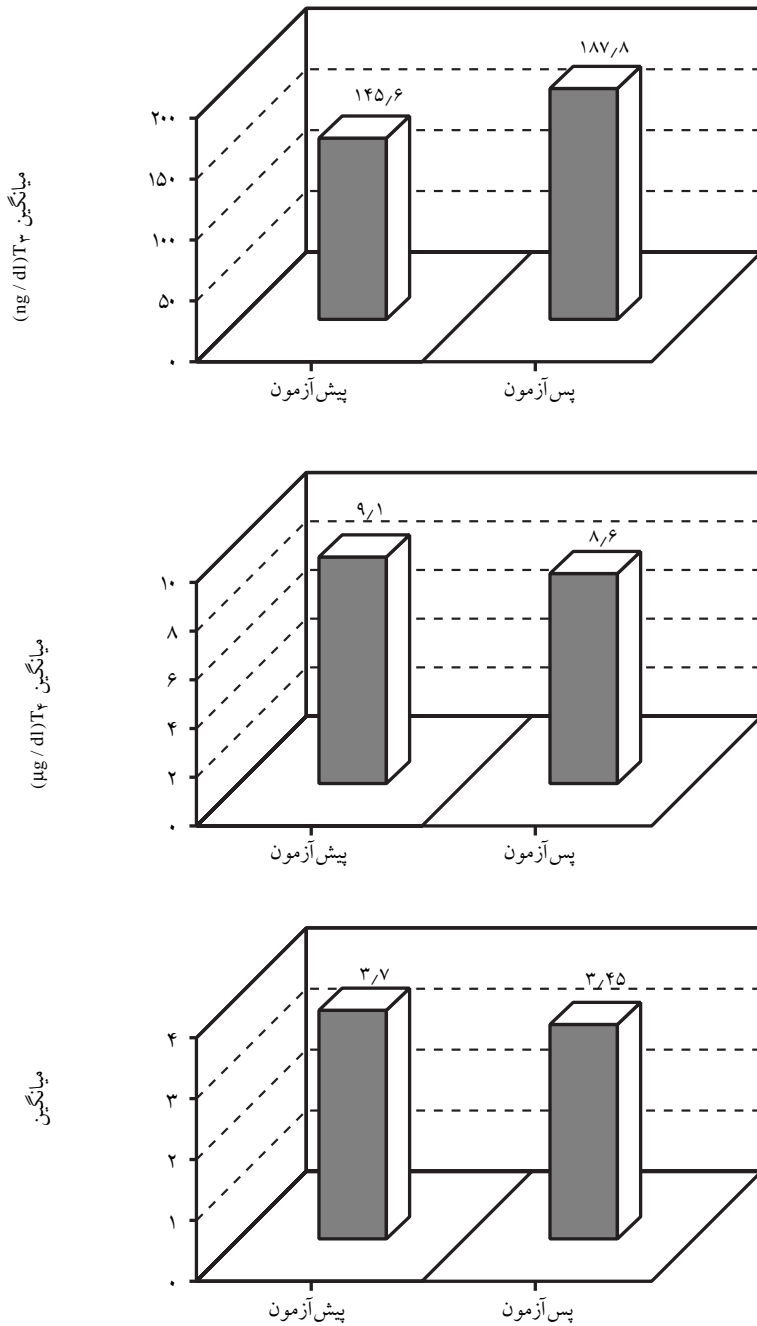 میانگین T۳(ng / dl)
۲۰۰
۱۵۰
۱۰۰
۵۰
۰
۱۴۵٫۶
۱۸۷٫۸
پیش‌آزمون
پس‌آزمون
میانگین T۴(µg / dl)
۱۰
۸
۶
۴
۲
۰
۹٫۱
۸٫۶
پیش‌آزمون
پس‌آزمون
میانگین
۴
۳
۲
۱
۰
۳٫۷
۳٫۴۵
پیش‌آزمون
پس‌آزمون